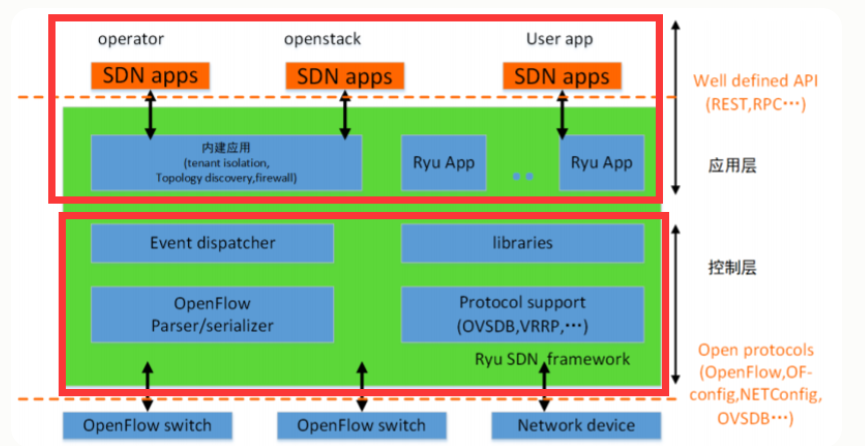 operator
openstack
User app
SDN apps
SDN apps
SDN apps
Well defined API
(REST,RPC···)
内建应用
(tenant isolation,
Topology discovery,firewall)
Ryu App
Ryu App
应用层
Event dispatcher
libraries
控制层
OpenFlow
Parser/serializer
Protocol support
(OVSDB,VRRP,···)
Ryu SDN framework
Open protocols
(OpenFlow,OF-
config,NETConfig,
OVSDB···)
OpenFlow switch
OpenFlow switch
Network device